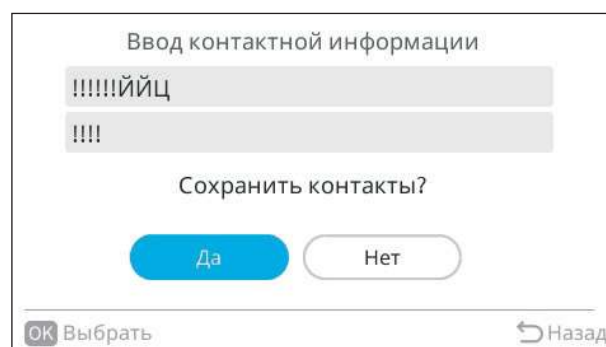 Ввод контактной информации
!!!!!!ЙЙЦ
!!!!
Сохранить контакты?
Да Нет
OK Выбрать Назад